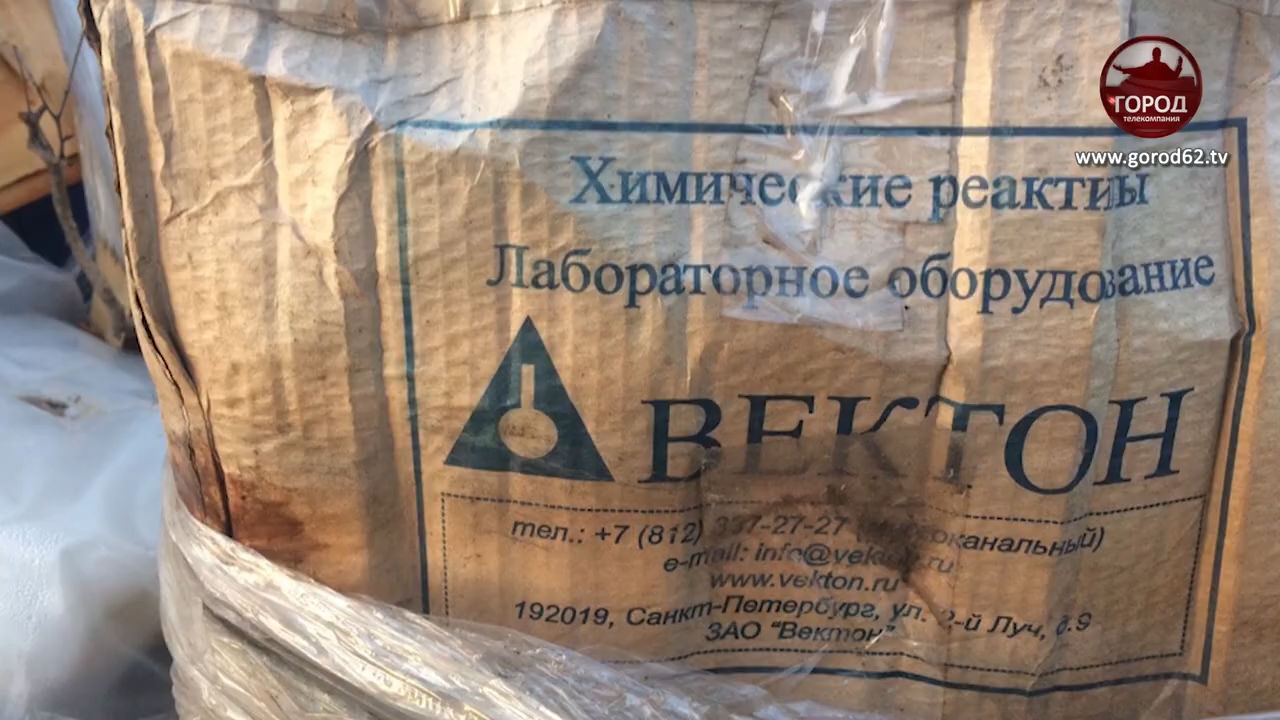 ГОРОД
телекомпания
www.gorod62.tv
Химические реактивы
Лабораторное оборудование
ВЕКТОН
тел.: +7 (812) 337-27-27
e-mail: info@vekton.ru
www.vekton.ru
192019, Санкт-Петербург, ул. 2-й Луч, д.9
ЗАО "Вектон"